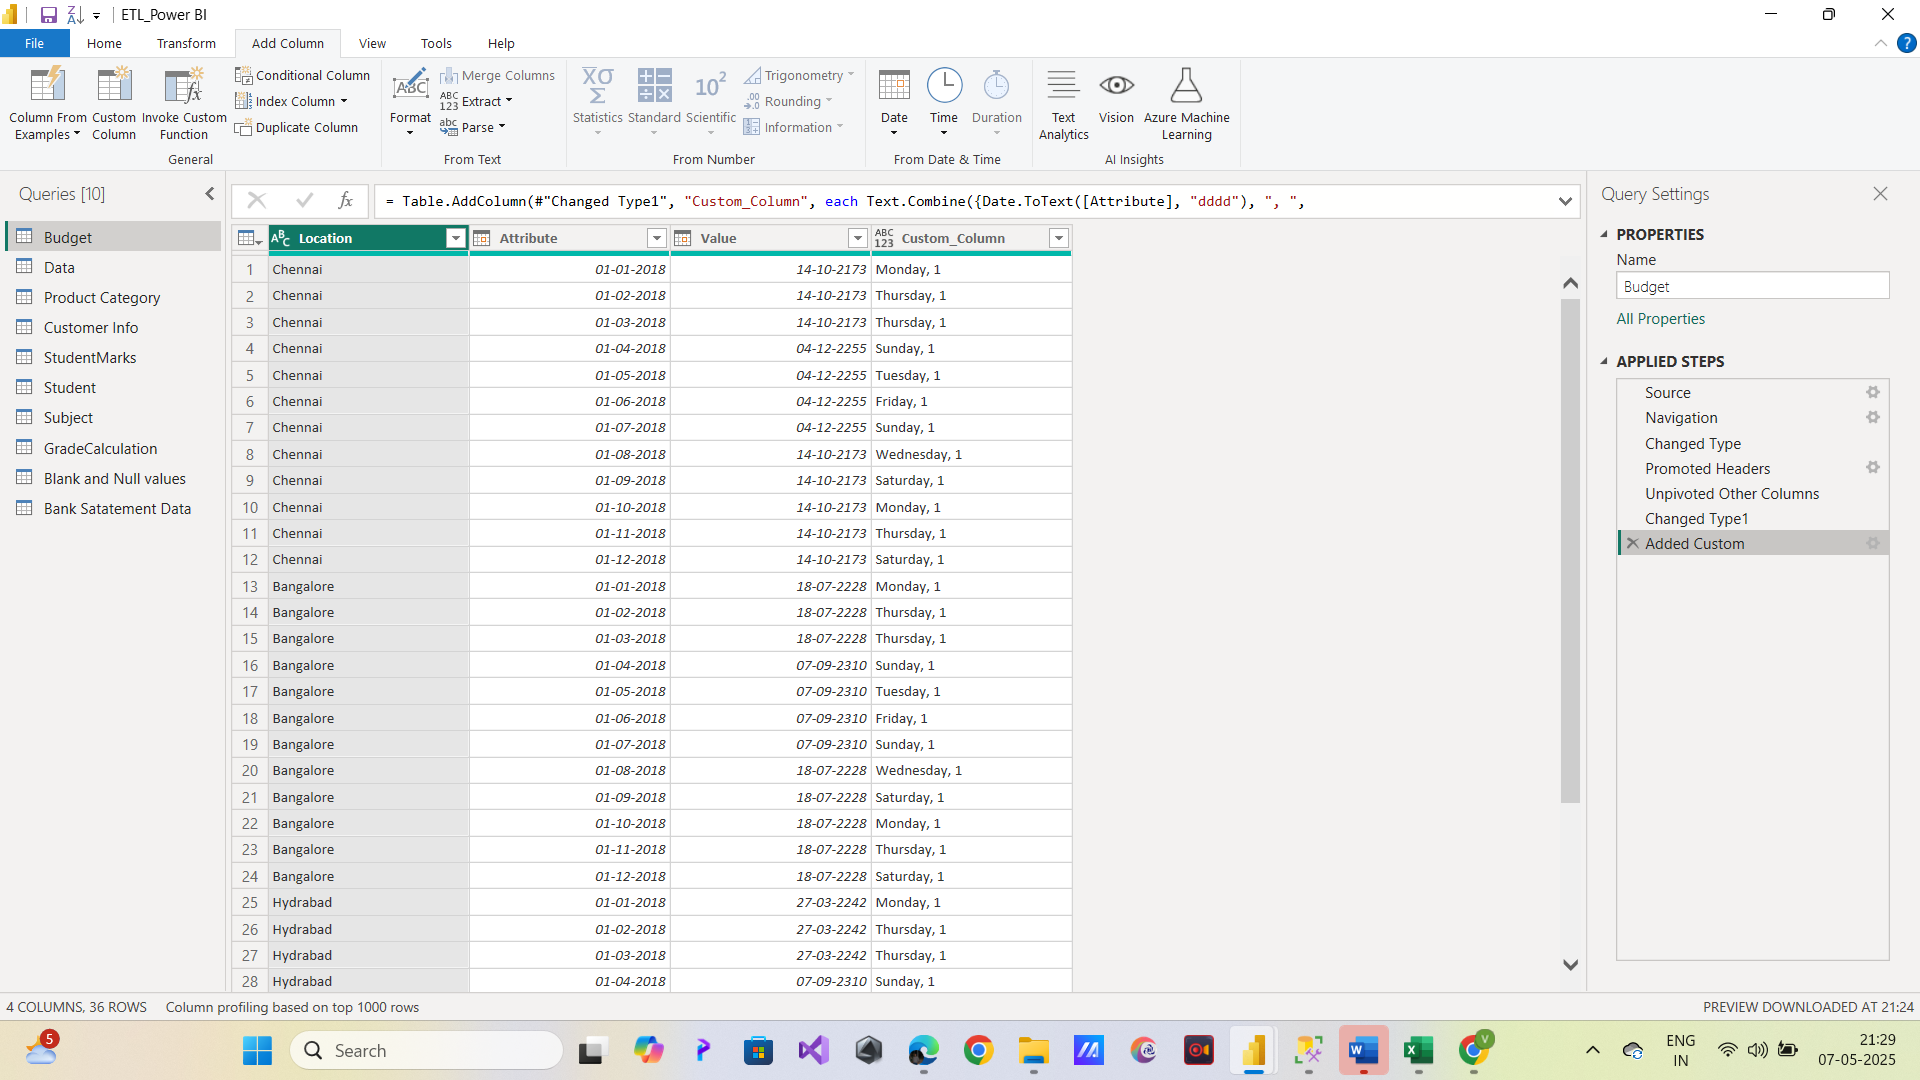 ETL_Power BI
File Home Transform Add Column View Tools Help
Column From Examples
Custom Column
Invoke Custom Function
Conditional Column
Index Column
Duplicate Column
General
Format
Merge Columns
Extract
Parse
From Text
Statistics
Standard
Scientific
Trigonometry
Rounding
Information
From Number
Date
Time
Duration
From Date & Time
Text Analytics
Vision
Azure Machine Learning
AI Insights
Queries [10]
Budget
Data
Product Category
Customer Info
StudentMarks
Student
Subject
GradeCalculation
Blank and Null values
Bank Satatement Data
= Table.AddColumn(#"Changed Type1", "Custom_Column", each Text.Combine({Date.ToText([Attribute], "dddd"), ", ",
Location Attribute Value ABC 123 Custom_Column
1 Chennai 01-01-2018 14-10-2173 Monday, 1
2 Chennai 01-02-2018 14-10-2173 Thursday, 1
3 Chennai 01-03-2018 14-10-2173 Thursday, 1
4 Chennai 01-04-2018 04-12-2255 Sunday, 1
5 Chennai 01-05-2018 04-12-2255 Tuesday, 1
6 Chennai 01-06-2018 04-12-2255 Friday, 1
7 Chennai 01-07-2018 04-12-2255 Sunday, 1
8 Chennai 01-08-2018 14-10-2173 Wednesday, 1
9 Chennai 01-09-2018 14-10-2173 Saturday, 1
10 Chennai 01-10-2018 14-10-2173 Monday, 1
11 Chennai 01-11-2018 14-10-2173 Thursday, 1
12 Chennai 01-12-2018 14-10-2173 Saturday, 1
13 Bangalore 01-01-2018 18-07-2228 Monday, 1
14 Bangalore 01-02-2018 18-07-2228 Thursday, 1
15 Bangalore 01-03-2018 18-07-2228 Thursday, 1
16 Bangalore 01-04-2018 07-09-2310 Sunday, 1
17 Bangalore 01-05-2018 07-09-2310 Tuesday, 1
18 Bangalore 01-06-2018 07-09-2310 Friday, 1
19 Bangalore 01-07-2018 07-09-2310 Sunday, 1
20 Bangalore 01-08-2018 18-07-2228 Wednesday, 1
21 Bangalore 01-09-2018 18-07-2228 Saturday, 1
22 Bangalore 01-10-2018 18-07-2228 Monday, 1
23 Bangalore 01-11-2018 18-07-2228 Thursday, 1
24 Bangalore 01-12-2018 18-07-2228 Saturday, 1
25 Hydrabad 01-01-2018 27-03-2242 Monday, 1
26 Hydrabad 01-02-2018 27-03-2242 Thursday, 1
27 Hydrabad 01-03-2018 27-03-2242 Thursday, 1
28 Hydrabad 01-04-2018 07-09-2310 Sunday, 1
Query Settings
PROPERTIES
Name
Budget
All Properties
APPLIED STEPS
Source
Navigation
Changed Type
Promoted Headers
Unpivoted Other Columns
Changed Type1
Added Custom
4 COLUMNS, 36 ROWS Column profiling based on top 1000 rows
PREVIEW DOWNLOADED AT 21:24
5
Search
ENG
IN
21:29
07-05-2025